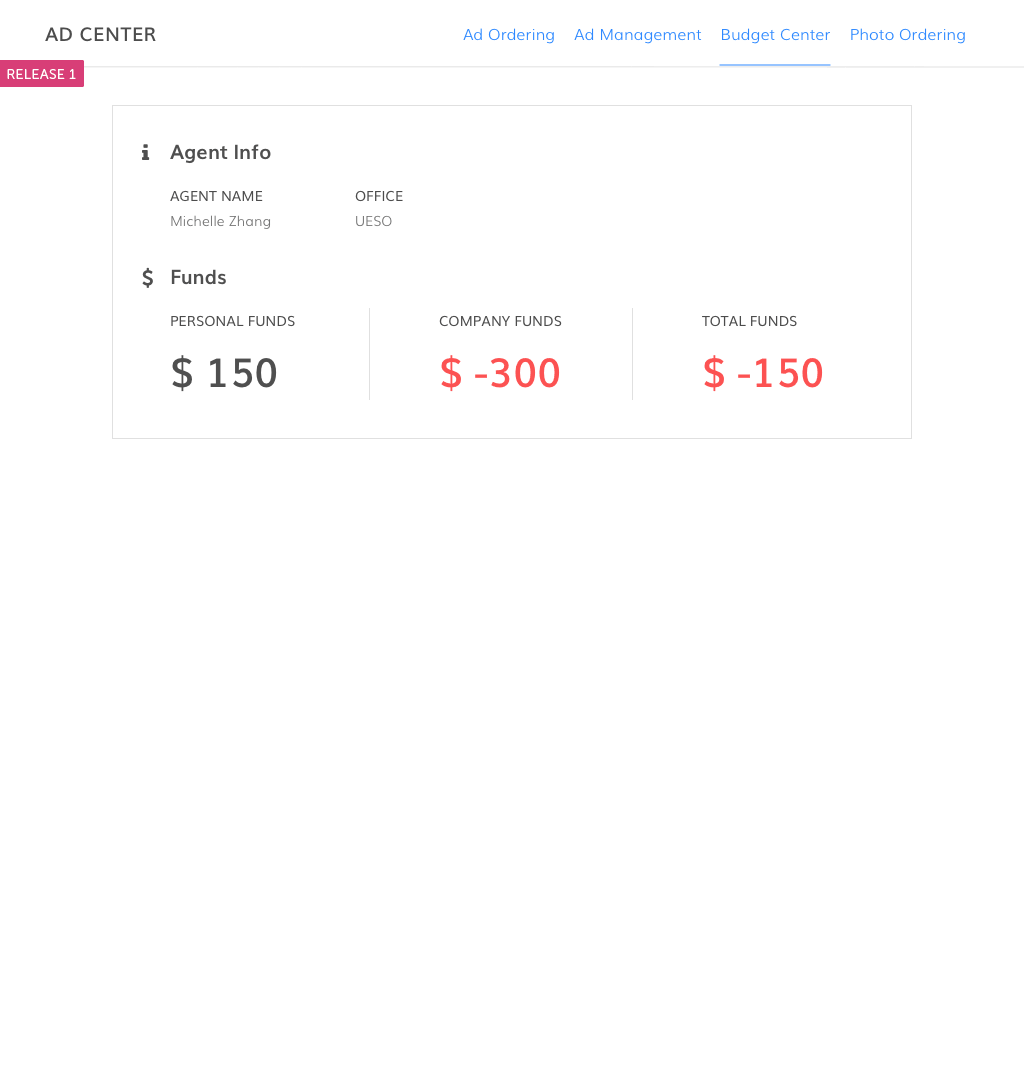 AD CENTER
Ad Ordering Ad Management Budget Center Photo Ordering
RELEASE 1
Agent Info
AGENT NAME OFFICE
Michelle Zhang UESO
$ Funds
PERSONAL FUNDS COMPANY FUNDS TOTAL FUNDS
$ 150 $ -300 $ -150